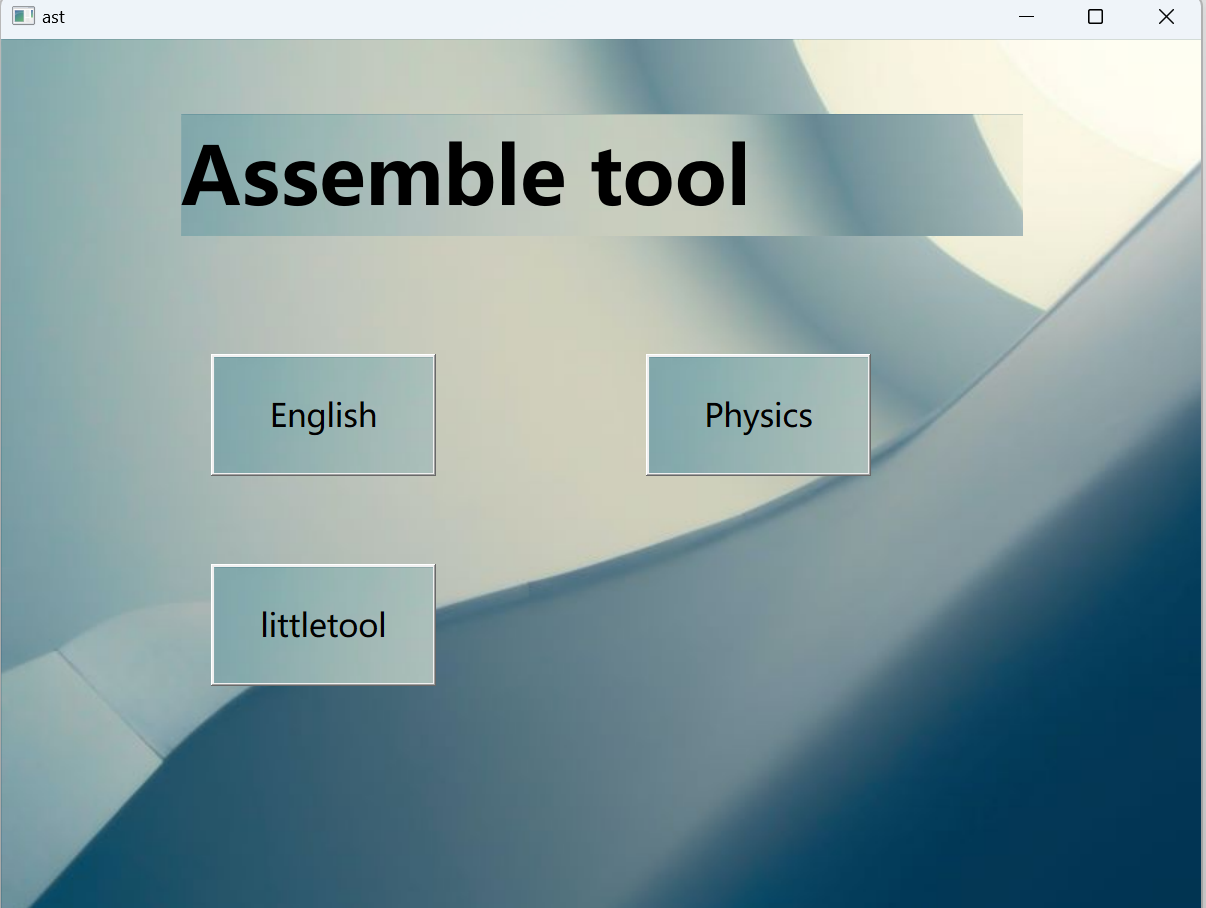 ast
Assemble tool
English
Physics
littletool